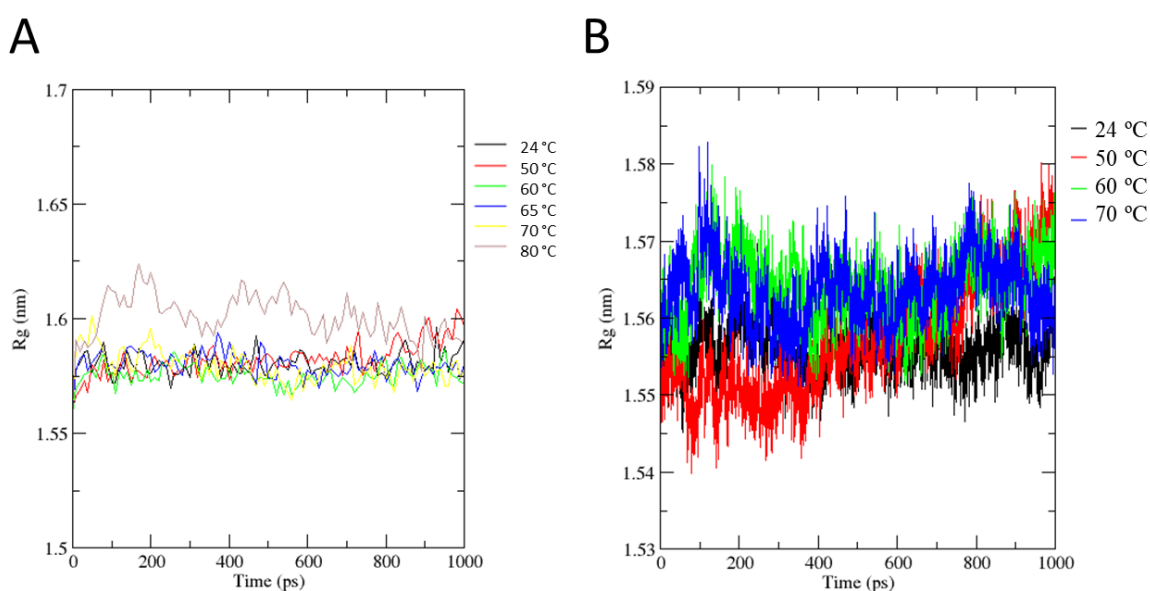 A
B
1.7
1.65
1.6
1.55
1.5
Rg (nm)
0
200
400
600
800
1000
Time (ps)
24 °C
50 °C
60 °C
65 °C
70 °C
80 °C
1.59
1.58
1.57
1.56
1.55
1.54
1.53
Rg (nm)
0
200
400
600
800
1000
Time (ps)
24 ºC
50 ºC
60 ºC
70 ºC